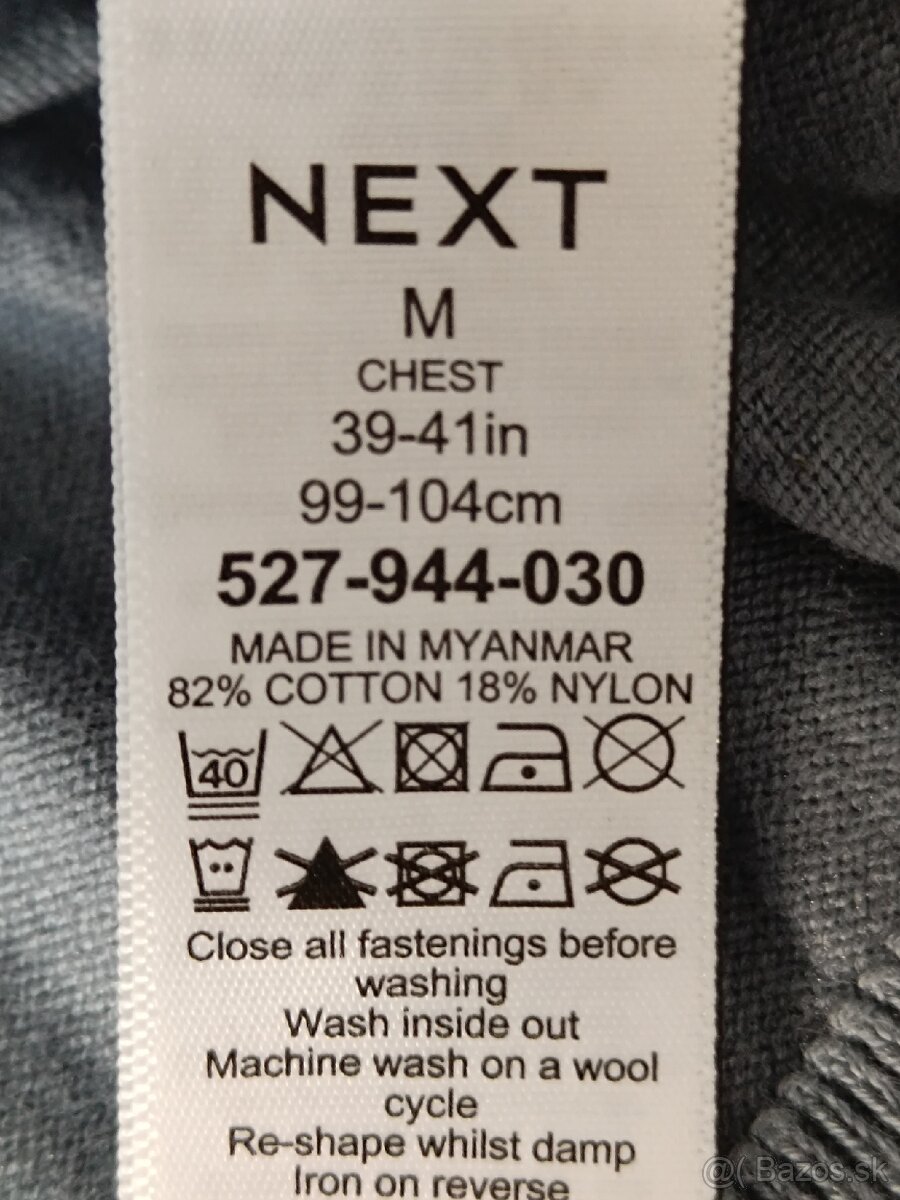 NEXT
M
CHEST
39-41in
99-104cm
527-944-030
MADE IN MYANMAR
82% COTTON 18% NYLON
40
Close all fastenings before
washing
Wash inside out
Machine wash on a wool
cycle
Re-shape whilst damp
Iron on reverse
@( Bazos.sk